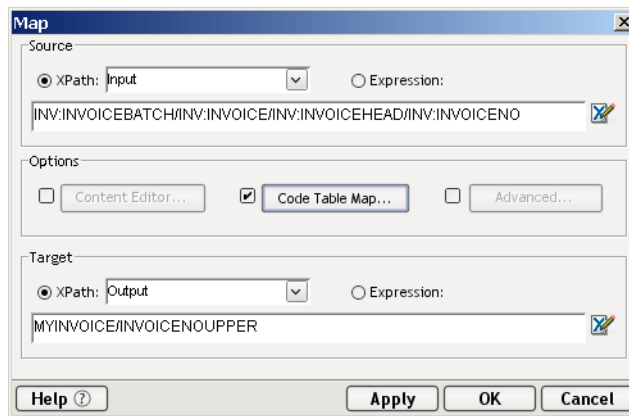 Map
Source
XPath: Input Expression:
INV:INVOICEBATCH/INV:INVOICE/INV:INVOICEHEAD/INV:INVOICENO
Options
Content Editor... Code Table Map... Advanced...
Target
XPath: Output Expression:
MYINVOICE/INVOICENOUPPER
Help ? Apply OK Cancel